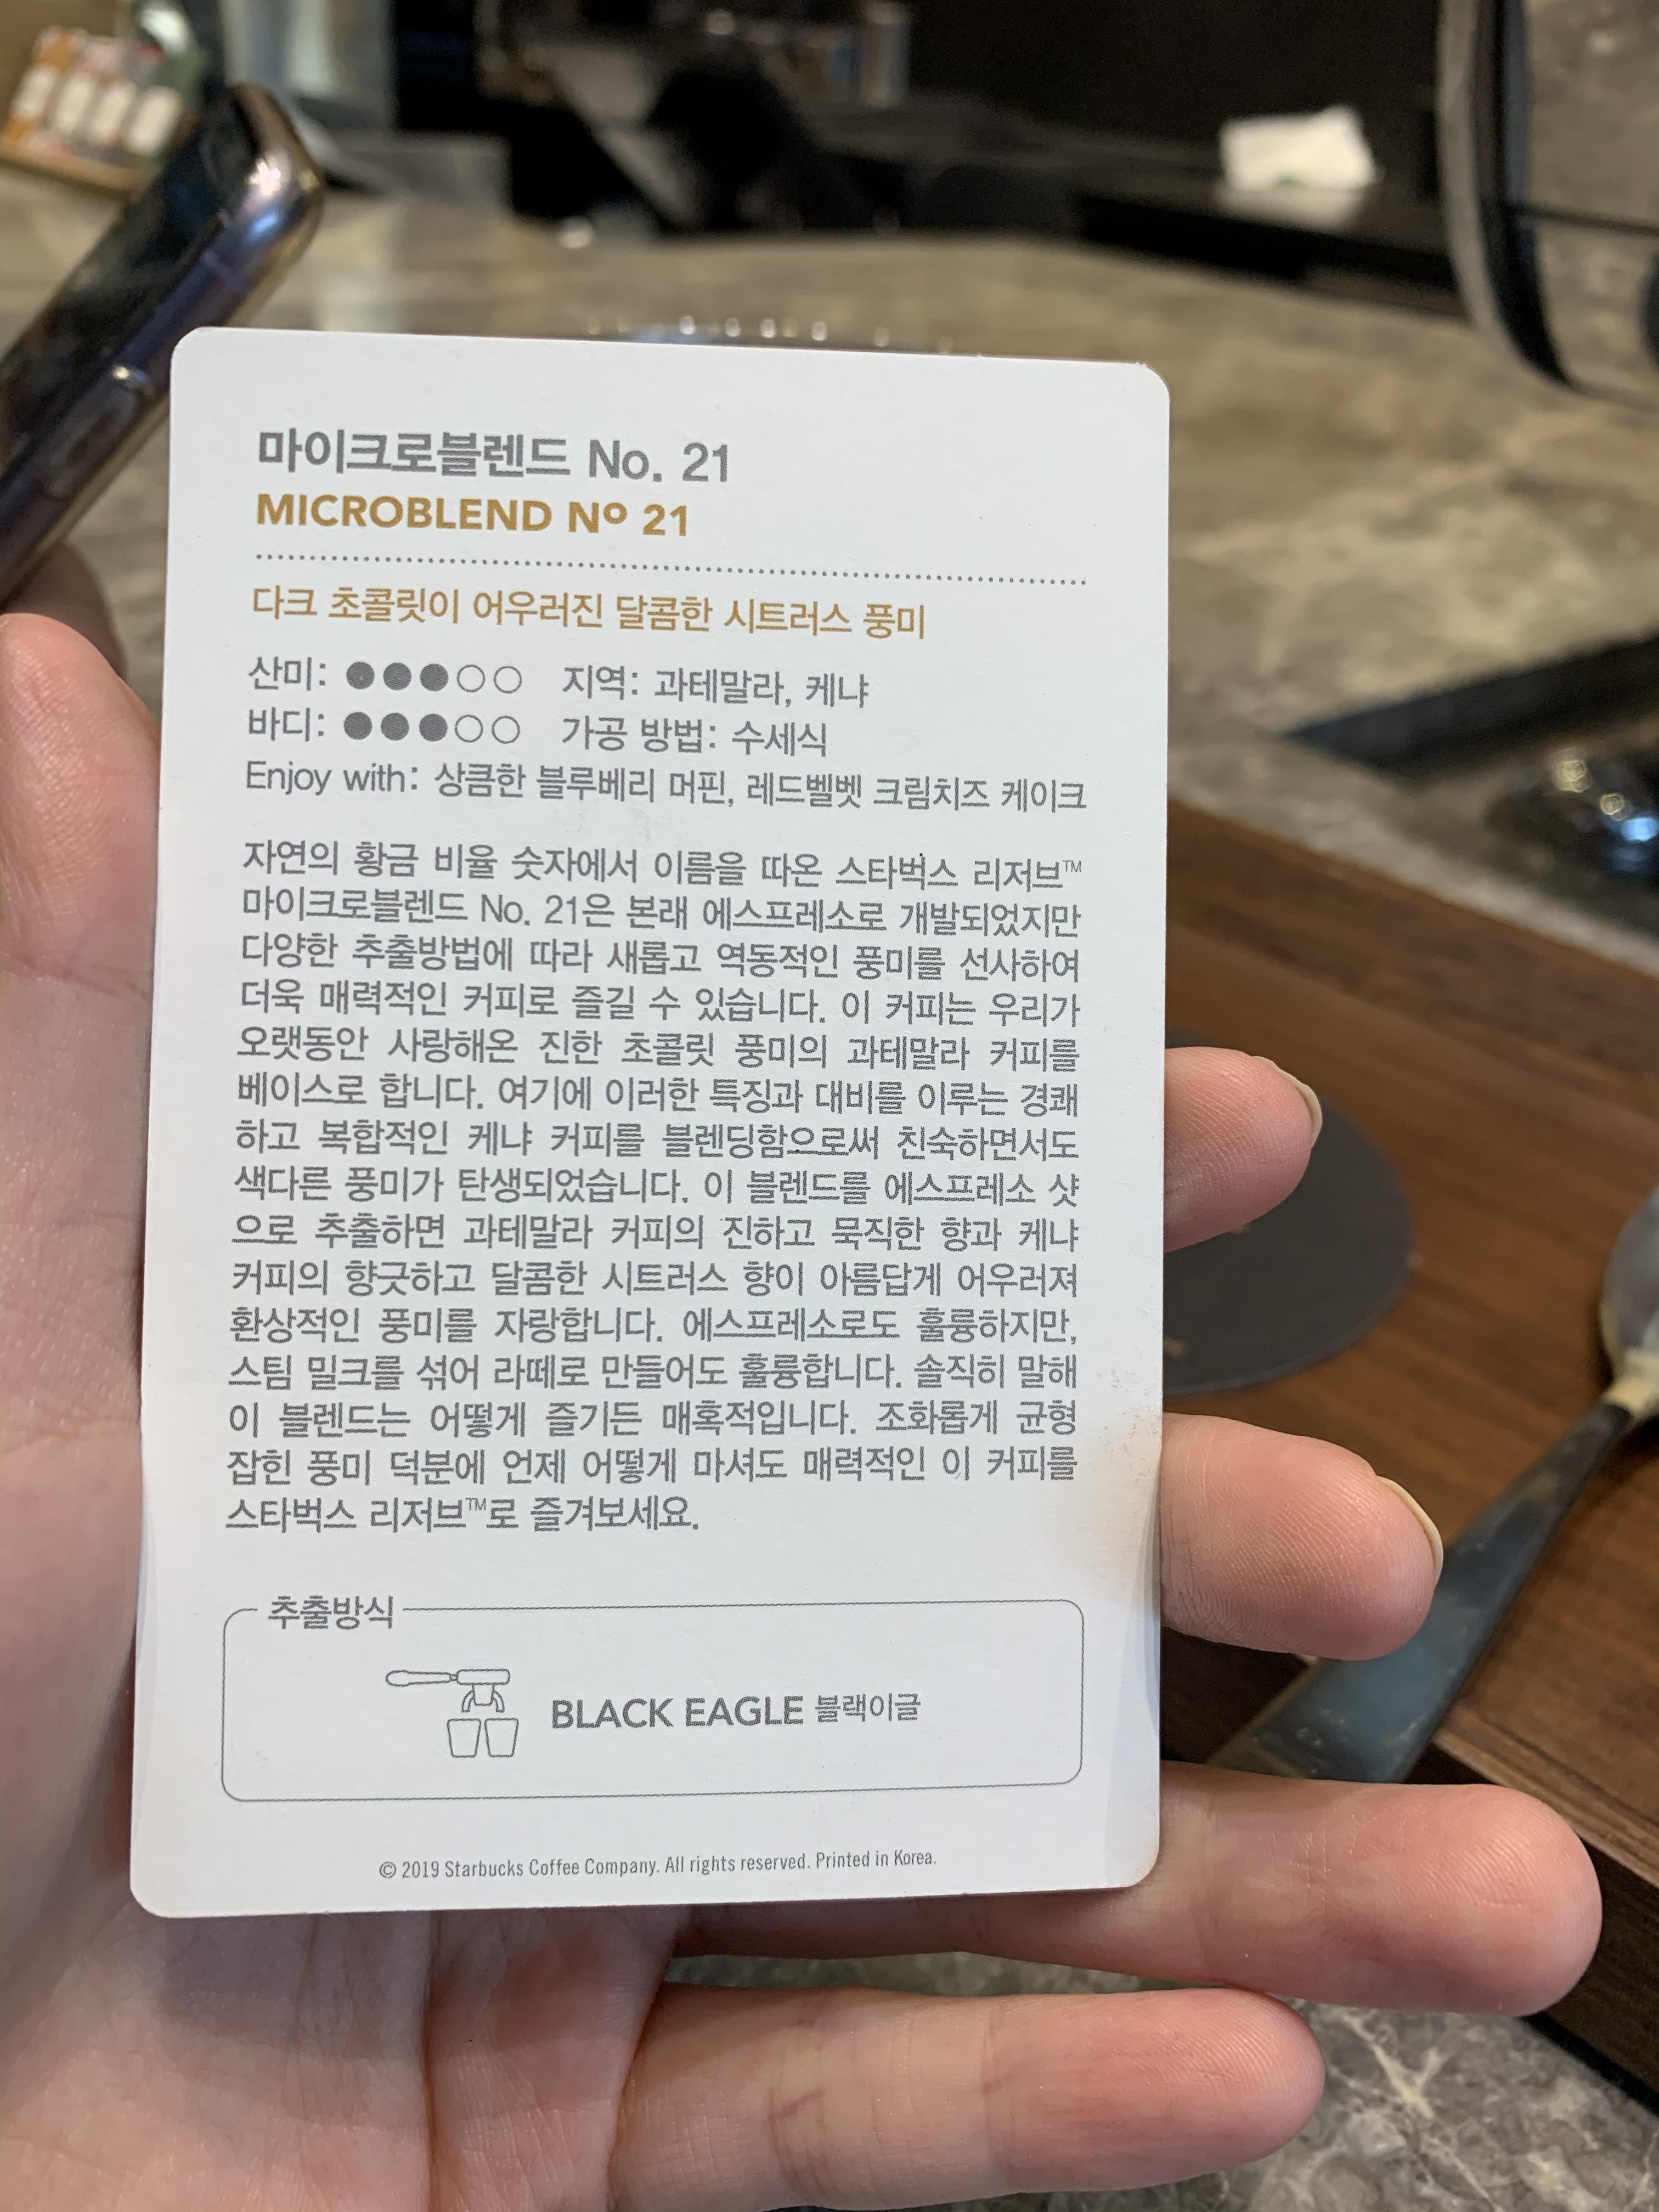 마이크로블렌드 No. 21
MICROBLEND Nº 21
다크 초콜릿이 어우러진 달콤한 시트러스 풍미
산미: ●●●○○ 지역: 과테말라, 케냐
바디: ●●●○○ 가공 방법: 수세식
Enjoy with: 상큼한 블루베리 머핀, 레드벨벳 크림치즈 케이크
자연의 황금 비율 숫자에서 이름을 따온 스타벅스 리저브™
마이크로블렌드 No. 21은 본래 에스프레소로 개발되었지만
다양한 추출방법에 따라 새롭고 역동적인 풍미를 선사하여
더욱 매력적인 커피로 즐길 수 있습니다. 이 커피는 우리가
오랫동안 사랑해온 진한 초콜릿 풍미의 과테말라 커피를
베이스로 합니다. 여기에 이러한 특징과 대비를 이루는 경쾌
하고 복합적인 케냐 커피를 블렌딩함으로써 친숙하면서도
색다른 풍미가 탄생되었습니다. 이 블렌드를 에스프레소 샷
으로 추출하면 과테말라 커피의 진하고 묵직한 향과 케냐
커피의 향긋하고 달콤한 시트러스 향이 아름답게 어우러져
환상적인 풍미를 자랑합니다. 에스프레소로도 훌륭하지만,
스팀 밀크를 섞어 라떼로 만들어도 훌륭합니다. 솔직히 말해
이 블렌드는 어떻게 즐기든 매혹적입니다. 조화롭게 균형
잡힌 풍미 덕분에 언제 어떻게 마셔도 매력적인 이 커피를
스타벅스 리저브™로 즐겨보세요.
추출방식
BLACK EAGLE 블랙이글
© 2019 Starbucks Coffee Company. All rights reserved. Printed in Korea.